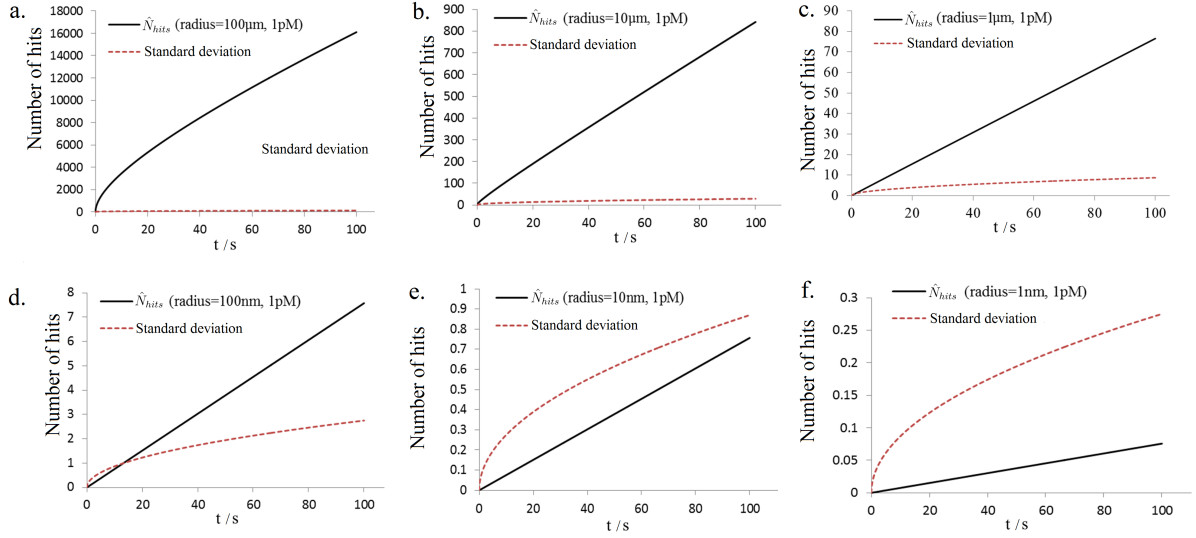 a.
Number of hits
18000
16000
14000
12000
10000
8000
6000
4000
2000
0
N̂hits (radius=100μm, 1pM)
Standard deviation
Standard deviation
0 20 40 60 80 100
t / s
b.
Number of hits
900
800
700
600
500
400
300
200
100
0
N̂hits (radius=10μm, 1pM)
Standard deviation
0 20 40 60 80 100
t / s
c.
Number of hits
90
80
70
60
50
40
30
20
10
0
N̂hits (radius=1μm, 1pM)
Standard deviation
0 20 40 60 80 100
t / s
d.
Number of hits
8
7
6
5
4
3
2
1
0
N̂hits (radius=100nm, 1pM)
Standard deviation
0 20 40 60 80 100
t / s
e.
Number of hits
1
0.9
0.8
0.7
0.6
0.5
0.4
0.3
0.2
0.1
0
N̂hits (radius=10nm, 1pM)
Standard deviation
0 20 40 60 80 100
t / s
f.
Number of hits
0.3
0.25
0.2
0.15
0.1
0.05
0
N̂hits (radius=1nm, 1pM)
Standard deviation
0 20 40 60 80 100
t / s